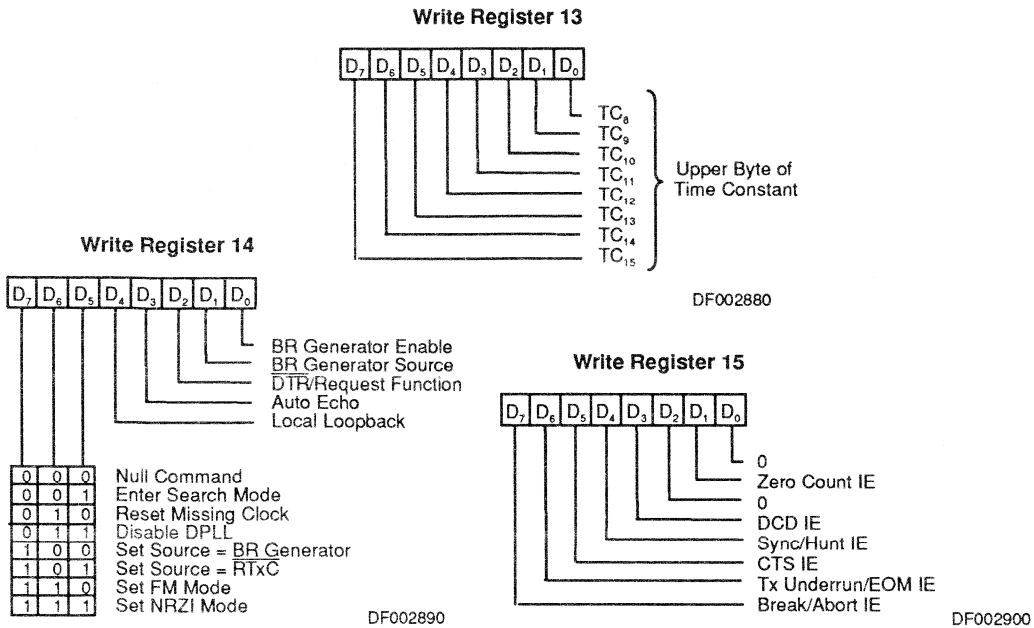 Write Register 13
D₇ D₆ D₅ D₄ D₃ D₂ D₁ D₀
TC₈
TC₉
TC₁₀
TC₁₁
TC₁₂
TC₁₃
TC₁₄
TC₁₅
Upper Byte of
Time Constant
DF002880
Write Register 14
D₇ D₆ D₅ D₄ D₃ D₂ D₁ D₀
BR Generator Enable
BR Generator Source
D̅T̅R̅/Request Function
Auto Echo
Local Loopback
0 0 0 Null Command
0 0 1 Enter Search Mode
0 1 0 Reset Missing Clock
0 1 1 Disable DPLL
1 0 0 Set Source = BR Generator
1 0 1 Set Source = R̅T̅x̅C̅
1 1 0 Set FM Mode
1 1 1 Set NRZI Mode
DF002890
Write Register 15
D₇ D₆ D₅ D₄ D₃ D₂ D₁ D₀
0
Zero Count IE
0
DCD IE
Sync/Hunt IE
CTS IE
Tx Underrun/EOM IE
Break/Abort IE
DF002900